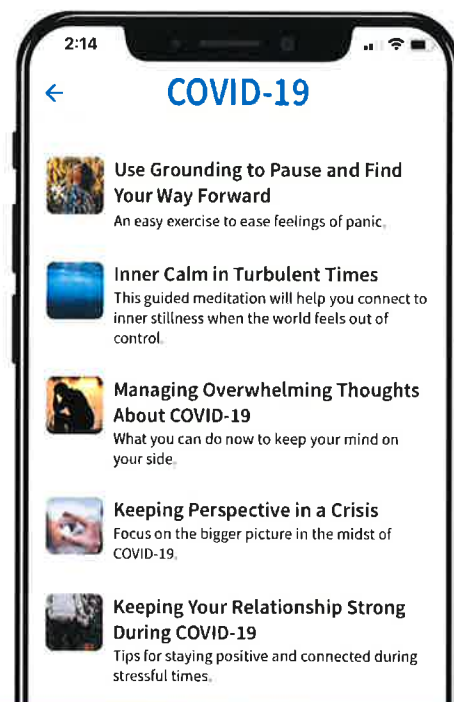 2:14
COVID-19
Use Grounding to Pause and Find
Your Way Forward
An easy exercise to ease feelings of panic.
Inner Calm in Turbulent Times
This guided meditation will help you connect to
inner stillness when the world feels out of
control.
Managing Overwhelming Thoughts
About COVID-19
What you can do now to keep your mind on
your side.
Keeping Perspective in a Crisis
Focus on the bigger picture in the midst of
COVID-19.
Keeping Your Relationship Strong
During COVID-19
Tips for staying positive and connected during
stressful times.